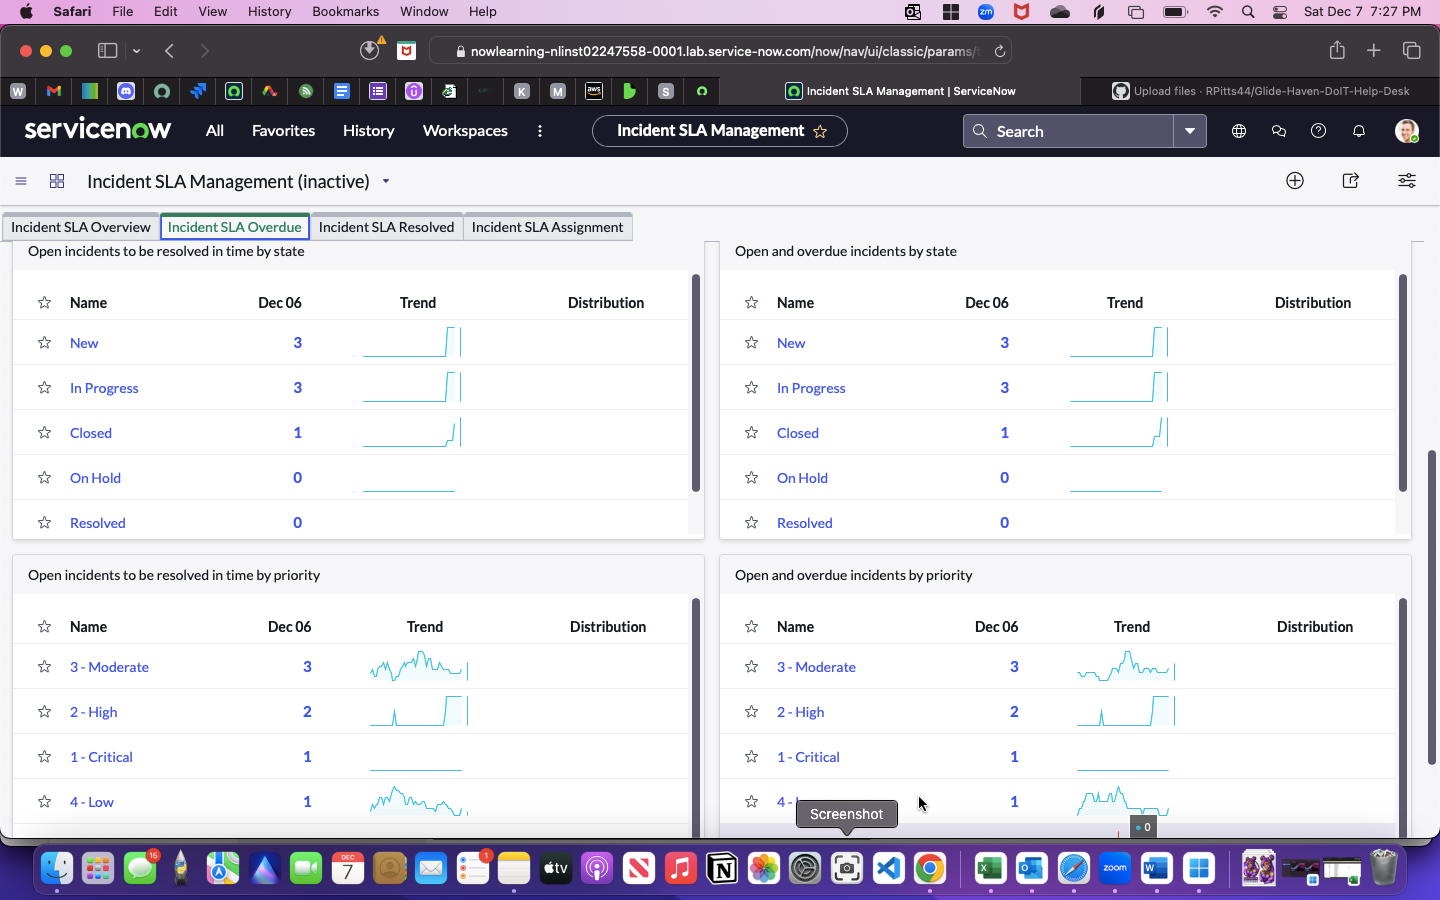 Safari File Edit View History Bookmarks Window Help Sat Dec 7 7:27 PM
nowlearning-nlinst02247558-0001.lab.service-now.com/now/nav/ui/classic/params/
Incident SLA Management | ServiceNow
Upload files · RPitts44/Glide-Haven-DoIT-Help-Desk
servicenow All Favorites History Workspaces Incident SLA Management Search
Incident SLA Management (inactive)
Incident SLA Overview Incident SLA Overdue Incident SLA Resolved Incident SLA Assignment
Open incidents to be resolved in time by state
Name Dec 06 Trend Distribution
New 3
In Progress 3
Closed 1
On Hold 0
Resolved 0
Open and overdue incidents by state
Name Dec 06 Trend Distribution
New 3
In Progress 3
Closed 1
On Hold 0
Resolved 0
Open incidents to be resolved in time by priority
Name Dec 06 Trend Distribution
3 - Moderate 3
2 - High 2
1 - Critical 1
4 - Low 1
Open and overdue incidents by priority
Name Dec 06 Trend Distribution
3 - Moderate 3
2 - High 2
1 - Critical 1
4 - 1
0
Screenshot
16
DEC
7
1
tv
zoom